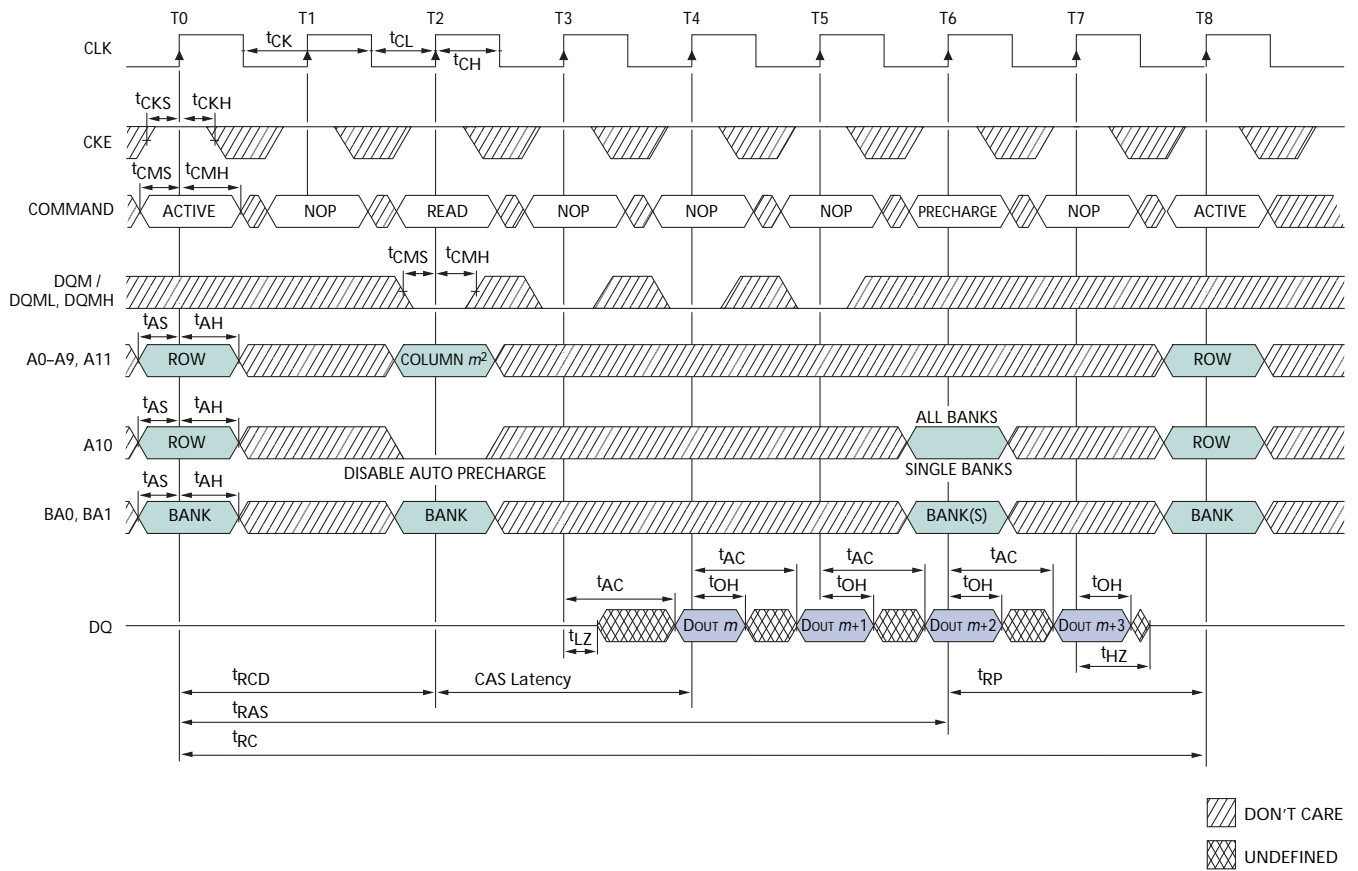 T0 T1 T2 T3 T4 T5 T6 T7 T8
CLK
tCK tCL
tCH
tCKS tCKH
CKE
tCMS tCMH
COMMAND ACTIVE NOP READ NOP NOP NOP PRECHARGE NOP ACTIVE
tCMS tCMH
DQM /
DQML, DQMH
tAS tAH
A0–A9, A11 ROW COLUMN m2 ROW
tAS tAH
ALL BANKS
A10 ROW ROW
DISABLE AUTO PRECHARGE SINGLE BANKS
tAS tAH
BA0, BA1 BANK BANK BANK(S) BANK
tAC tAC tAC tAC
tOH tOH tOH tOH
DQ DOUT m DOUT m+1 DOUT m+2 DOUT m+3
tLZ tHZ
tRCD CAS Latency tRP
tRAS
tRC
DON'T CARE
UNDEFINED